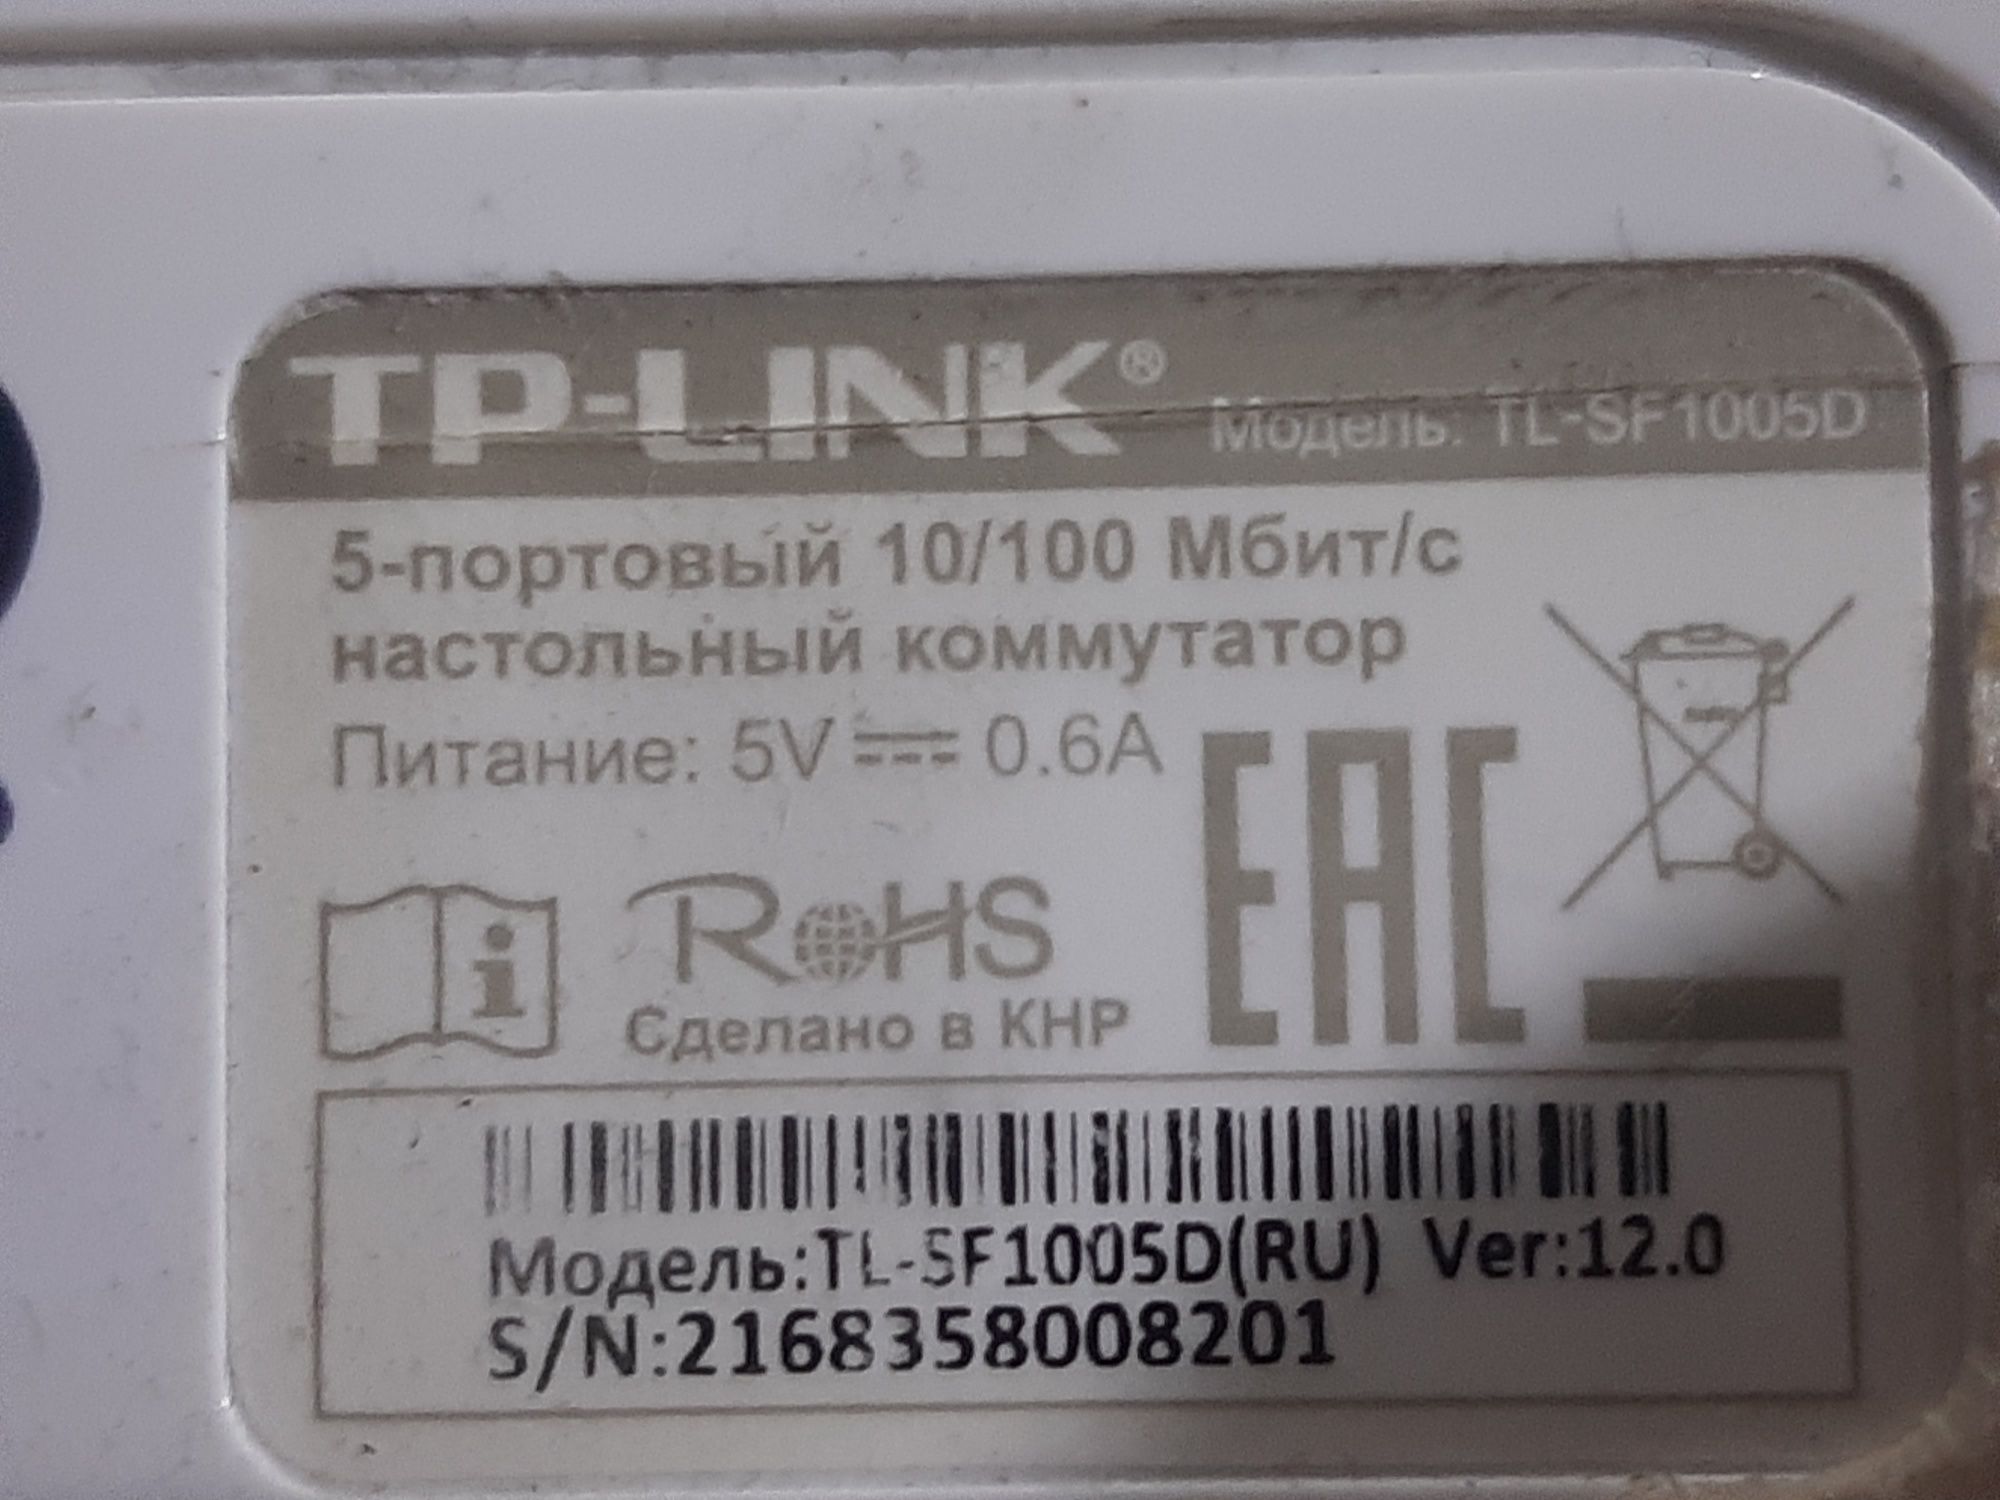 TP-LINK® Модель: TL-SF1005D
5-портовый 10/100 Мбит/с
настольный коммутатор
Питание: 5V 0.6A
i RoHS EAC
Сделано в КНР
Модель:TL-SF1005D(RU) Ver:12.0
S/N:2168358008201